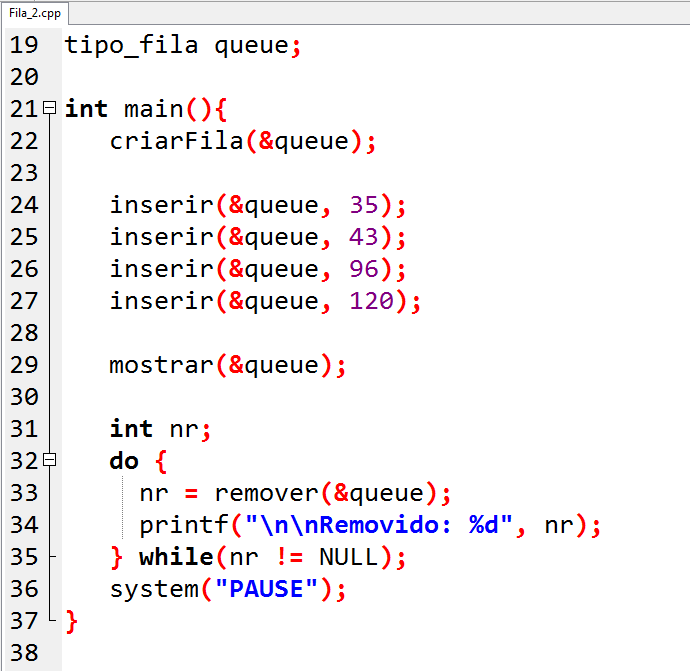 Fila_2.cpp
19 tipo_fila queue;
20
21 int main(){
22 criarFila(&queue);
23
24 inserir(&queue, 35);
25 inserir(&queue, 43);
26 inserir(&queue, 96);
27 inserir(&queue, 120);
28
29 mostrar(&queue);
30
31 int nr;
32 do {
33 nr = remover(&queue);
34 printf("\n\nRemovido: %d", nr);
35 } while(nr != NULL);
36 system("PAUSE");
37 }
38